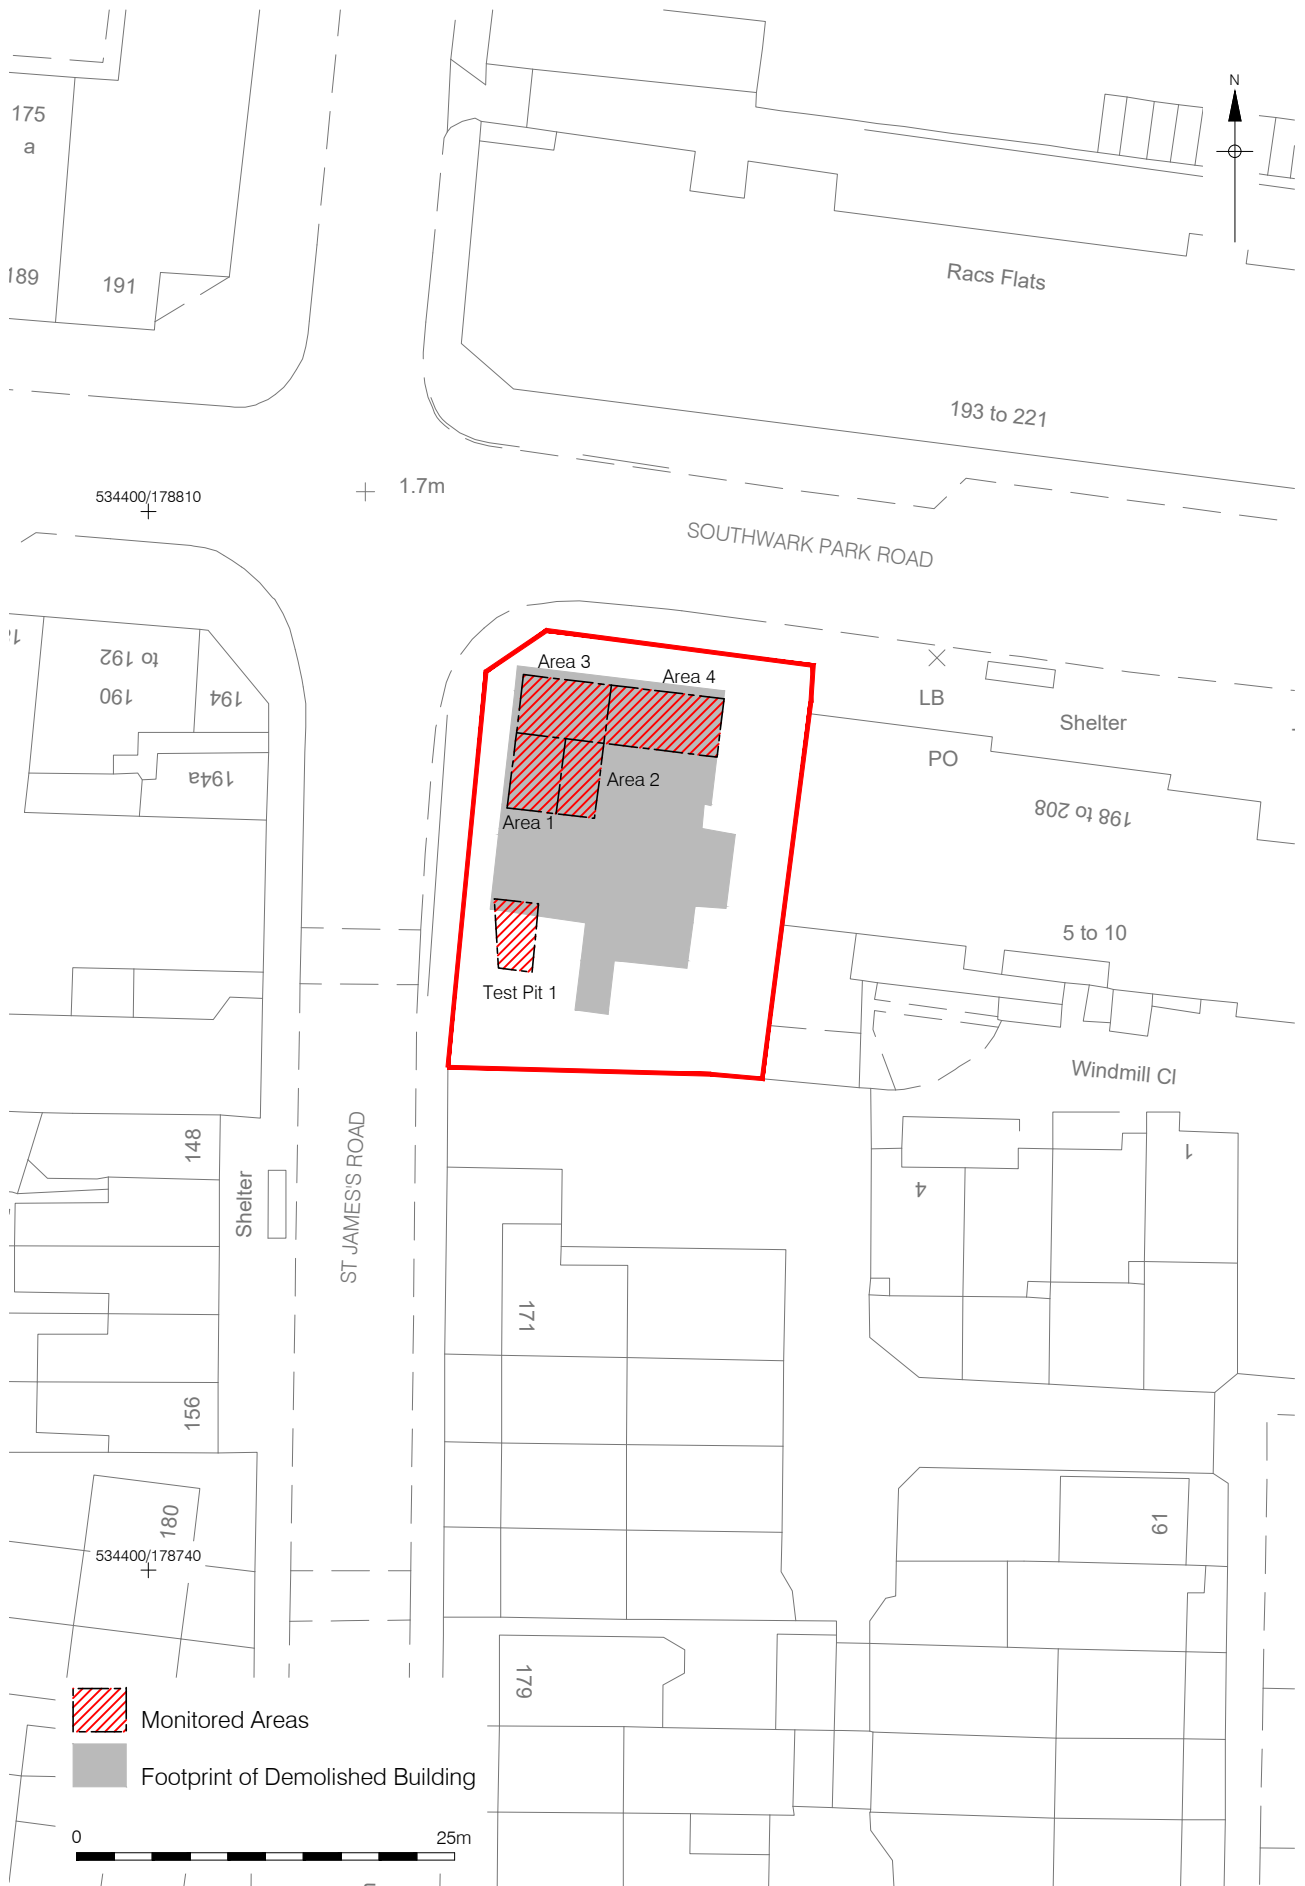 N
175
a
189
191
Racs Flats
193 to 221
534400/178810
1.7m
SOUTHWARK PARK ROAD
190
to 192
194
194a
Area 3
Area 4
Area 2
Area 1
Test Pit 1
LB
Shelter
PO
198 to 208
5 to 10
Windmill Cl
148
Shelter
ST JAMES'S ROAD
1
4
171
156
180
61
534400/178740
179
Monitored Areas
Footprint of Demolished Building
0
25m